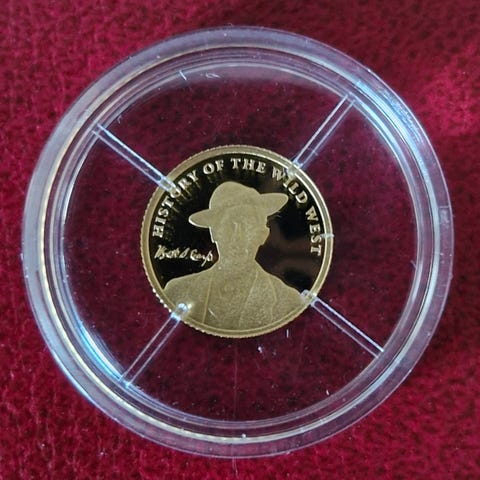 HISTORY OF THE WILD WEST